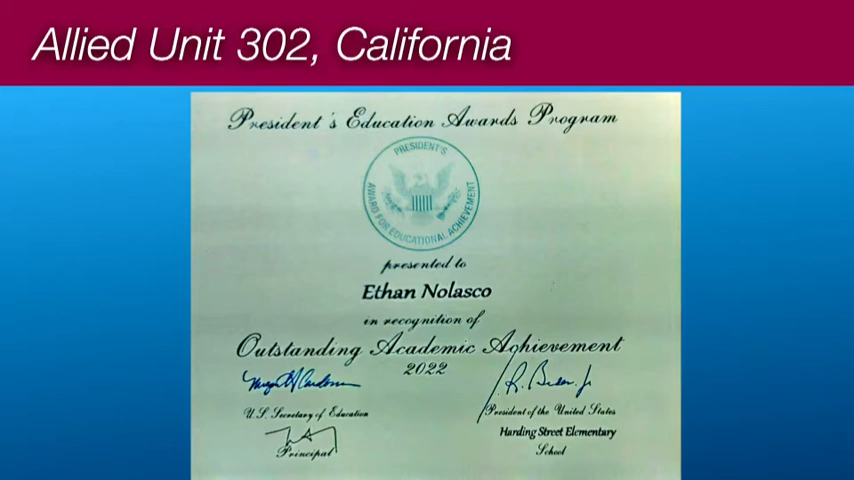 Allied Unit 302, California
President's Education Awards Program
PRESIDENT'S
AWARD FOR EDUCATIONAL ACHIEVEMENT
presented to
Ethan Nolasco
in recognition of
Outstanding Academic Achievement
2022
U.S. Secretary of Education
President of the United States
Principal
Harding Street Elementary
School